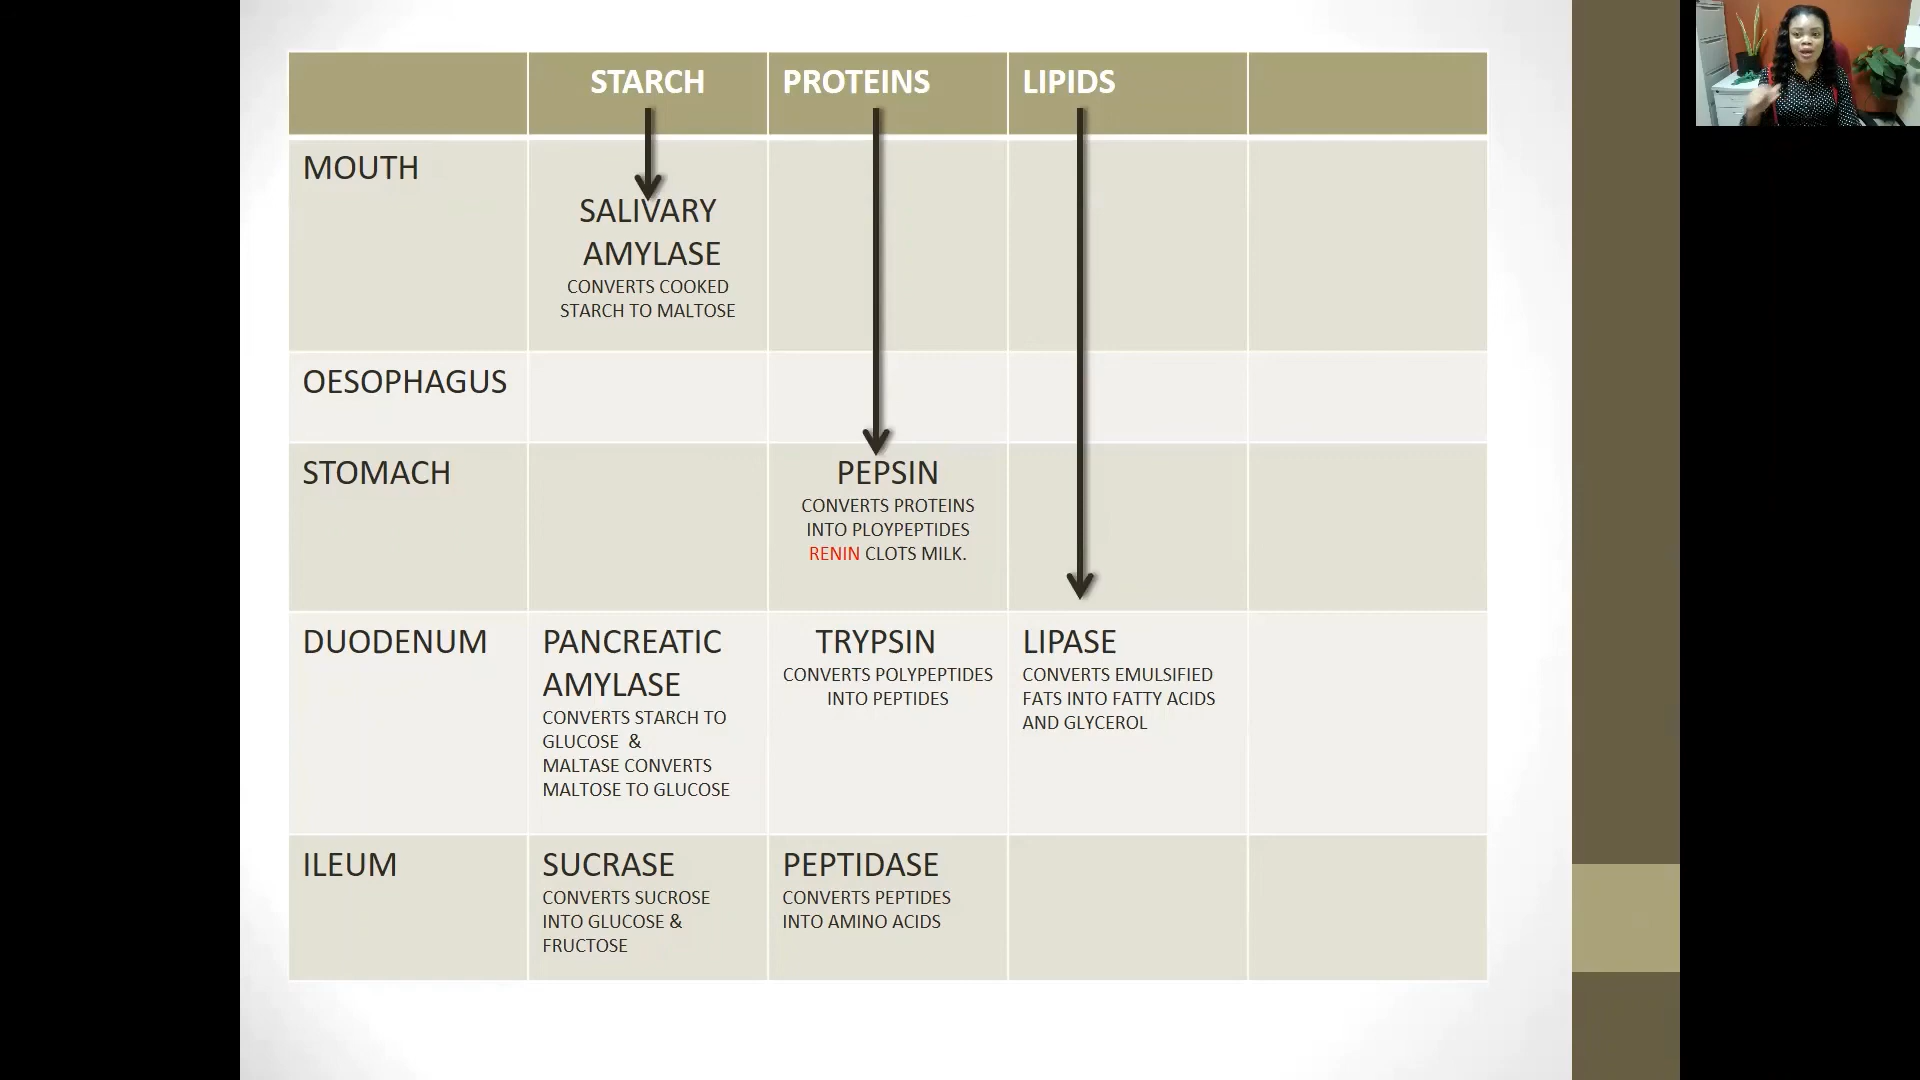 STARCH
PROTEINS
LIPIDS
MOUTH
SALIVARY
AMYLASE
CONVERTS COOKED
STARCH TO MALTOSE
OESOPHAGUS
STOMACH
PEPSIN
CONVERTS PROTEINS
INTO PLOYPEPTIDES
RENIN CLOTS MILK.
DUODENUM
PANCREATIC
AMYLASE
CONVERTS STARCH TO
GLUCOSE &
MALTASE CONVERTS
MALTOSE TO GLUCOSE
TRYPSIN
CONVERTS POLYPEPTIDES
INTO PEPTIDES
LIPASE
CONVERTS EMULSIFIED
FATS INTO FATTY ACIDS
AND GLYCEROL
ILEUM
SUCRASE
CONVERTS SUCROSE
INTO GLUCOSE &
FRUCTOSE
PEPTIDASE
CONVERTS PEPTIDES
INTO AMINO ACIDS